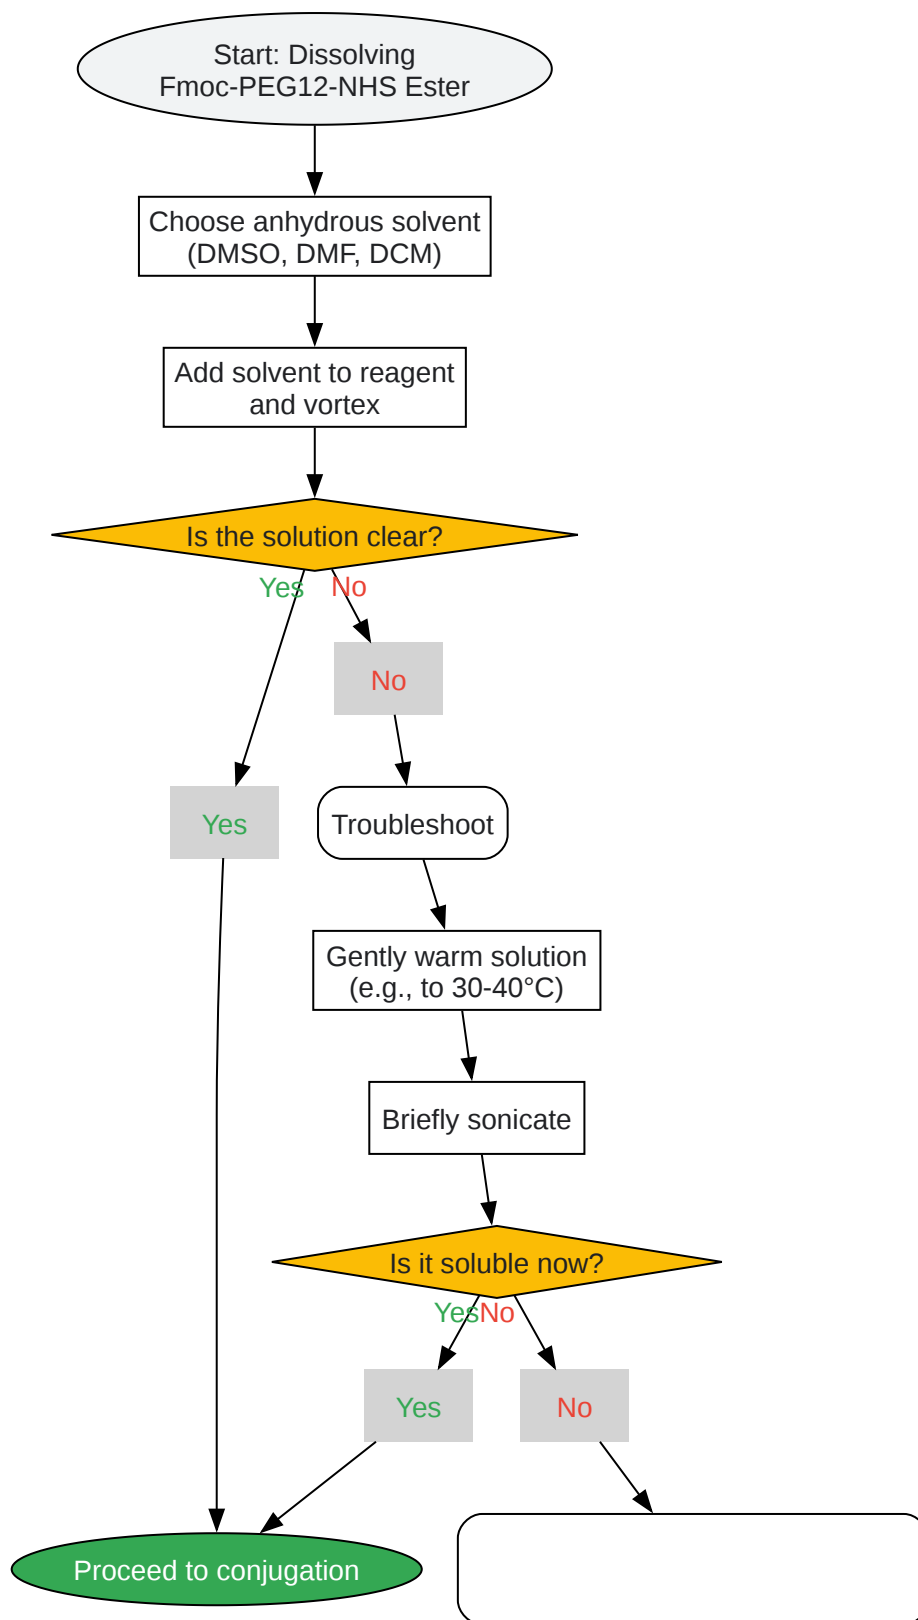 Start: Dissolving
Fmoc-PEG12-NHS Ester
Choose anhydrous solvent
(DMSO, DMF, DCM)
Add solvent to reagent
and vortex
Is the solution clear?
Yes
No
No
Yes
Troubleshoot
Gently warm solution
(e.g., to 30-40°C)
Briefly sonicate
Is it soluble now?
Yes
No
Yes
No
Proceed to conjugation